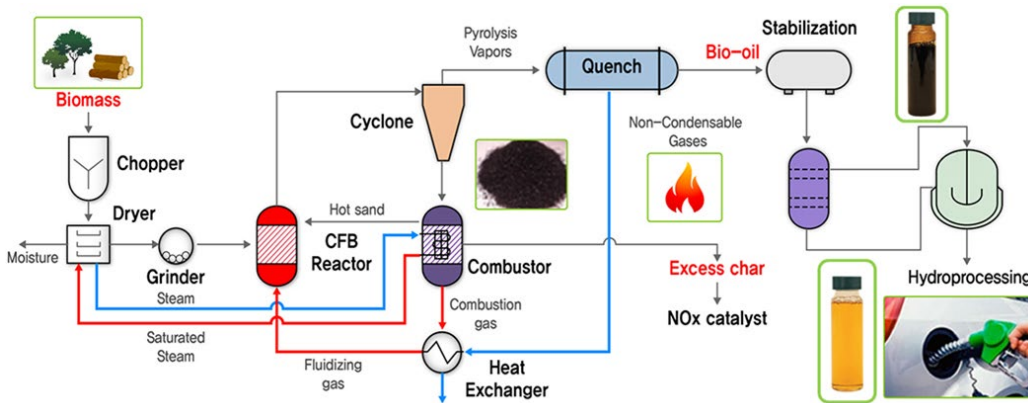 Biomass
Chopper
Dryer
Moisture
Grinder
Steam
Saturated
Steam
Pyrolysis
Vapors
Cyclone
Hot sand
CFB
Reactor
Combustor
Combustion
gas
Fluidizing
gas
Heat
Exchanger
Quench
Bio-oil
Stabilization
Non-Condensable
Gases
Excess char
NOx catalyst
Hydroprocessing